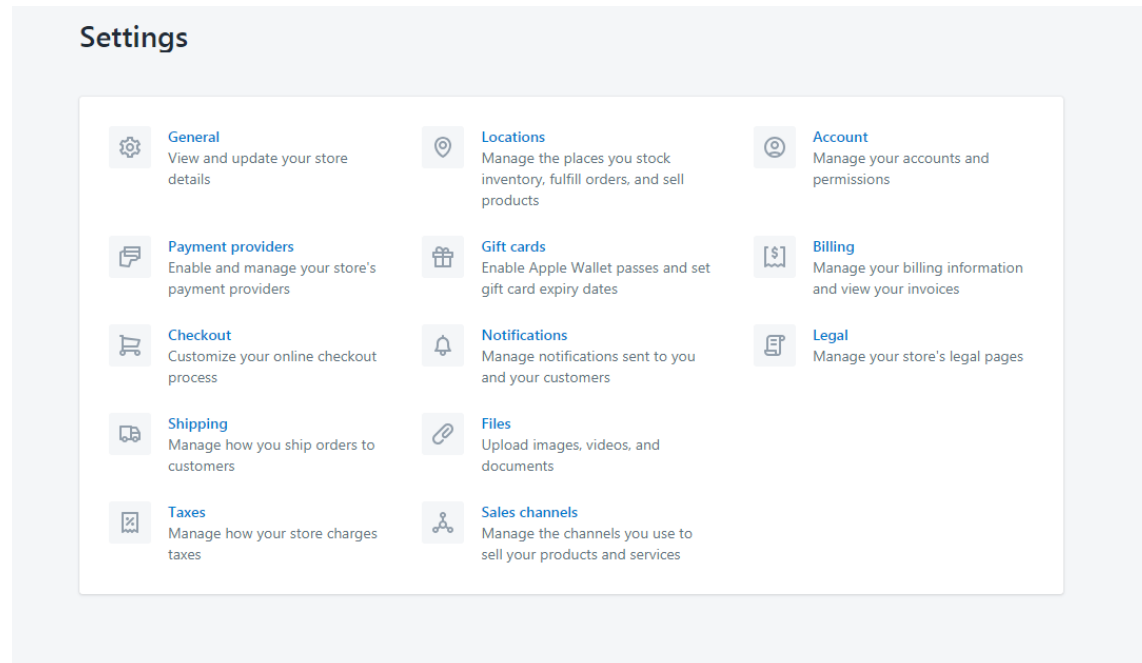 Settings
General
View and update your store
details
Locations
Manage the places you stock
inventory, fulfill orders, and sell
products
Account
Manage your accounts and
permissions
Payment providers
Enable and manage your store's
payment providers
Gift cards
Enable Apple Wallet passes and set
gift card expiry dates
Billing
Manage your billing information
and view your invoices
Checkout
Customize your online checkout
process
Notifications
Manage notifications sent to you
and your customers
Legal
Manage your store's legal pages
Shipping
Manage how you ship orders to
customers
Files
Upload images, videos, and
documents
Taxes
Manage how your store charges
taxes
Sales channels
Manage the channels you use to
sell your products and services